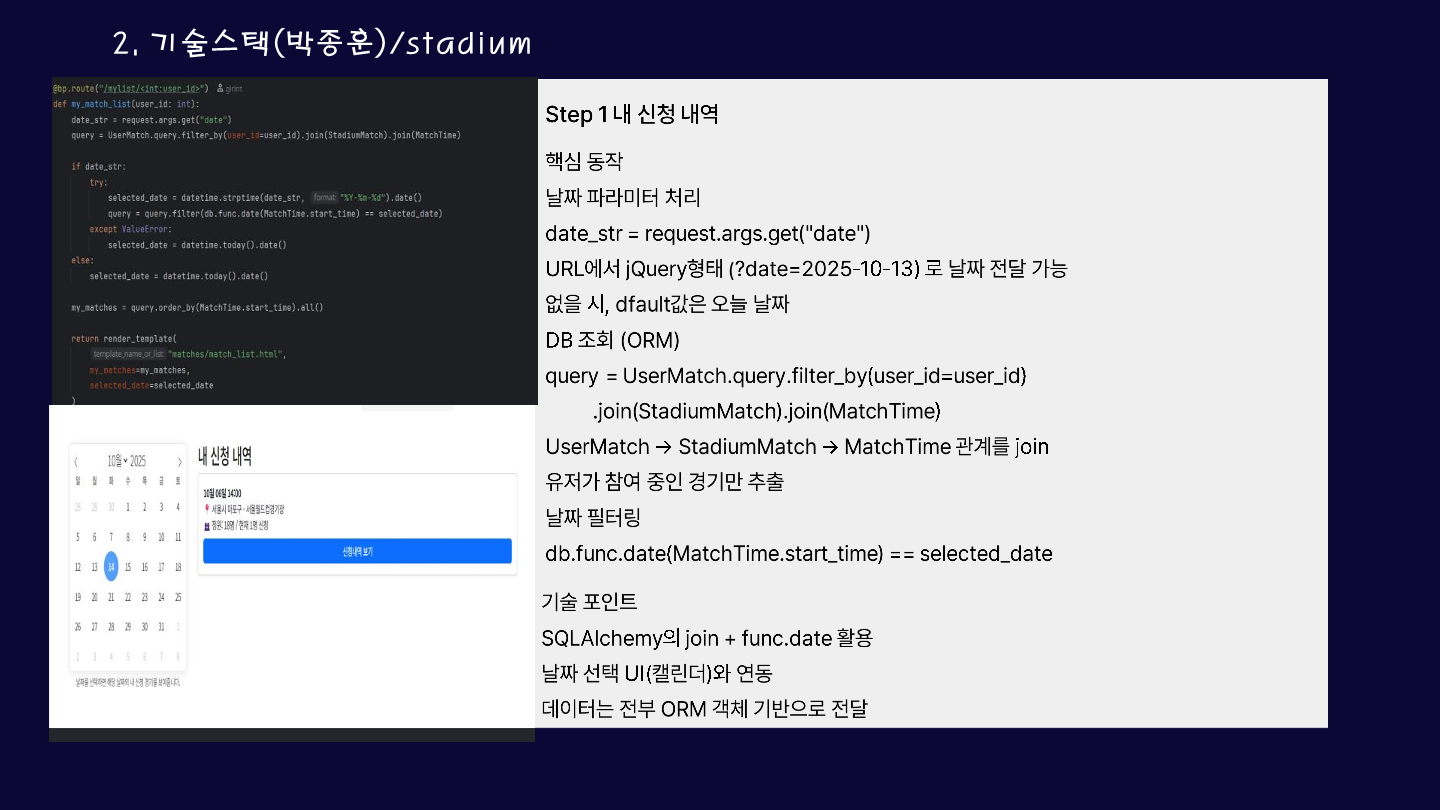 2. 기술스택(박종훈)/stadium
@bp.route("/mylist/<int:user_id>") girint
def my_match_list(user_id: int):
date_str = request.args.get("date")
query = UserMatch.query.filter_by(user_id=user_id).join(StadiumMatch).join(MatchTime)
if date_str:
try:
selected_date = datetime.strptime(date_str, format: "%Y-%m-%d").date()
query = query.filter(db.func.date(MatchTime.start_time) == selected_date)
except ValueError:
selected_date = datetime.today().date()
else:
selected_date = datetime.today().date()
my_matches = query.order_by(MatchTime.start_time).all()
return render_template(
template_name_or_list: "matches/match_list.html",
my_matches=my_matches,
selected_date=selected_date
)
10월 2025
일 월 화 수 목 금 토
28 29 30 1 2 3 4
5 6 7 8 9 10 11
12 13 14 15 16 17 18
19 20 21 22 23 24 25
26 27 28 29 30 31 1
2 3 4 5 6 7 8
날짜를 선택하면 해당 날짜의 내 신청 경기를 보여줍니다.
내 신청 내역
10월 06일 14:00
서울시 마포구 - 서울월드컵경기장
정원: 18명 / 현재 1명 신청
신청내역 보기
Step 1 내 신청 내역
핵심 동작
날짜 파라미터 처리
date_str = request.args.get("date")
URL에서 jQuery형태 (?date=2025-10-13) 로 날짜 전달 가능
없을 시, dfault값은 오늘 날짜
DB 조회 (ORM)
query = UserMatch.query.filter_by(user_id=user_id)
.join(StadiumMatch).join(MatchTime)
UserMatch → StadiumMatch → MatchTime 관계를 join
유저가 참여 중인 경기만 추출
날짜 필터링
db.func.date(MatchTime.start_time) == selected_date
기술 포인트
SQLAlchemy의 join + func.date 활용
날짜 선택 UI(캘린더)와 연동
데이터는 전부 ORM 객체 기반으로 전달